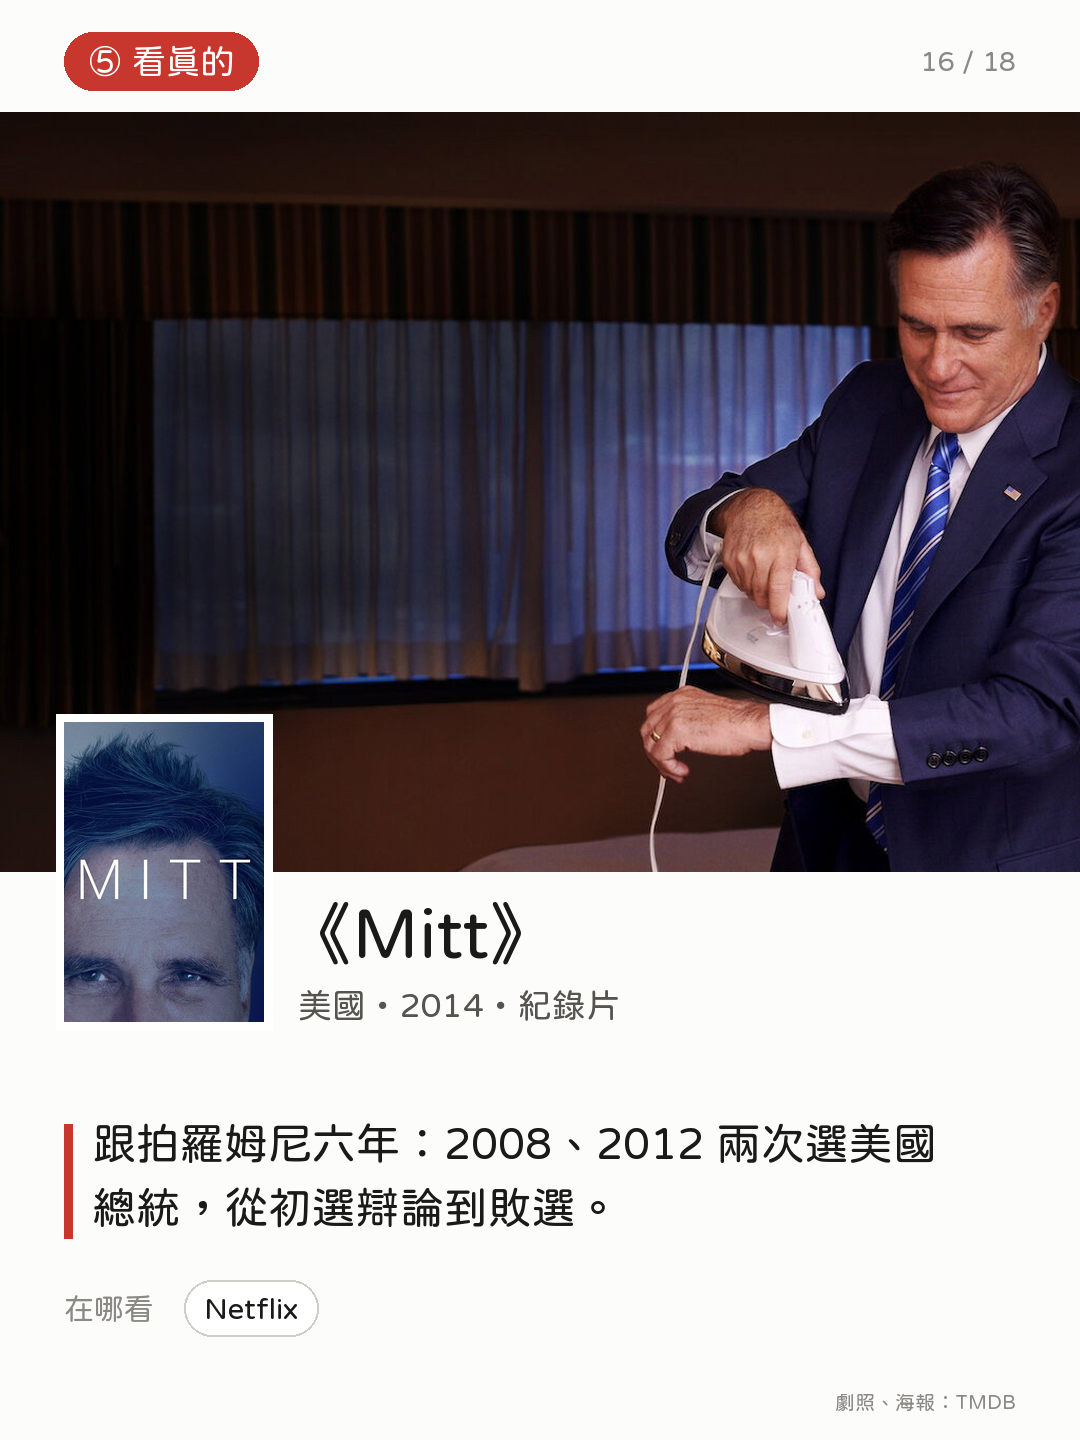 ⑤ 看真的
16 / 18
MITT
《Mitt》
美國・2014・紀錄片
跟拍羅姆尼六年：2008、2012 兩次選美國
總統，從初選辯論到敗選。
在哪看 Netflix
劇照、海報：TMDB